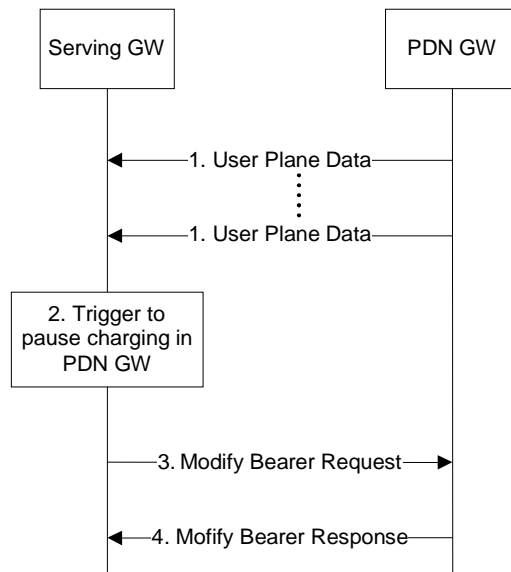 Serving GW
PDN GW
1. User Plane Data
1. User Plane Data
2. Trigger to
pause charging in
PDN GW
3. Modify Bearer Request
4. Mofify Bearer Response